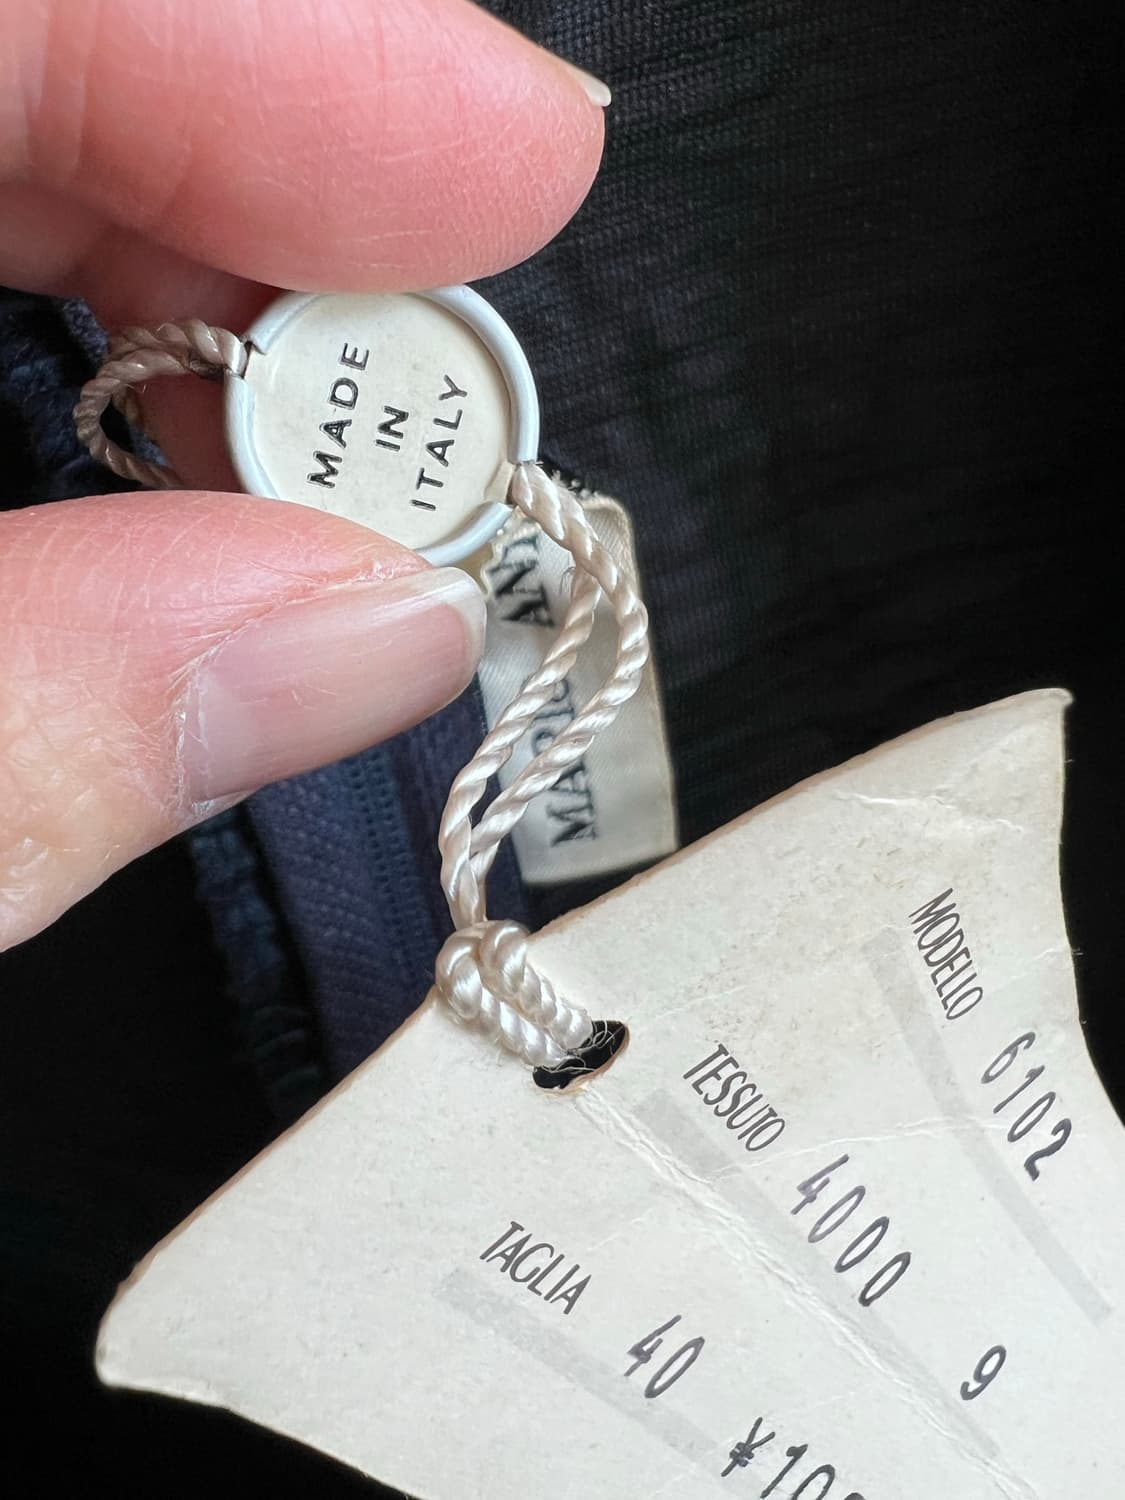 MADE
IN
ITALY
MODELLO 6102
TESSUTO 4000 9
TAGLIA 40